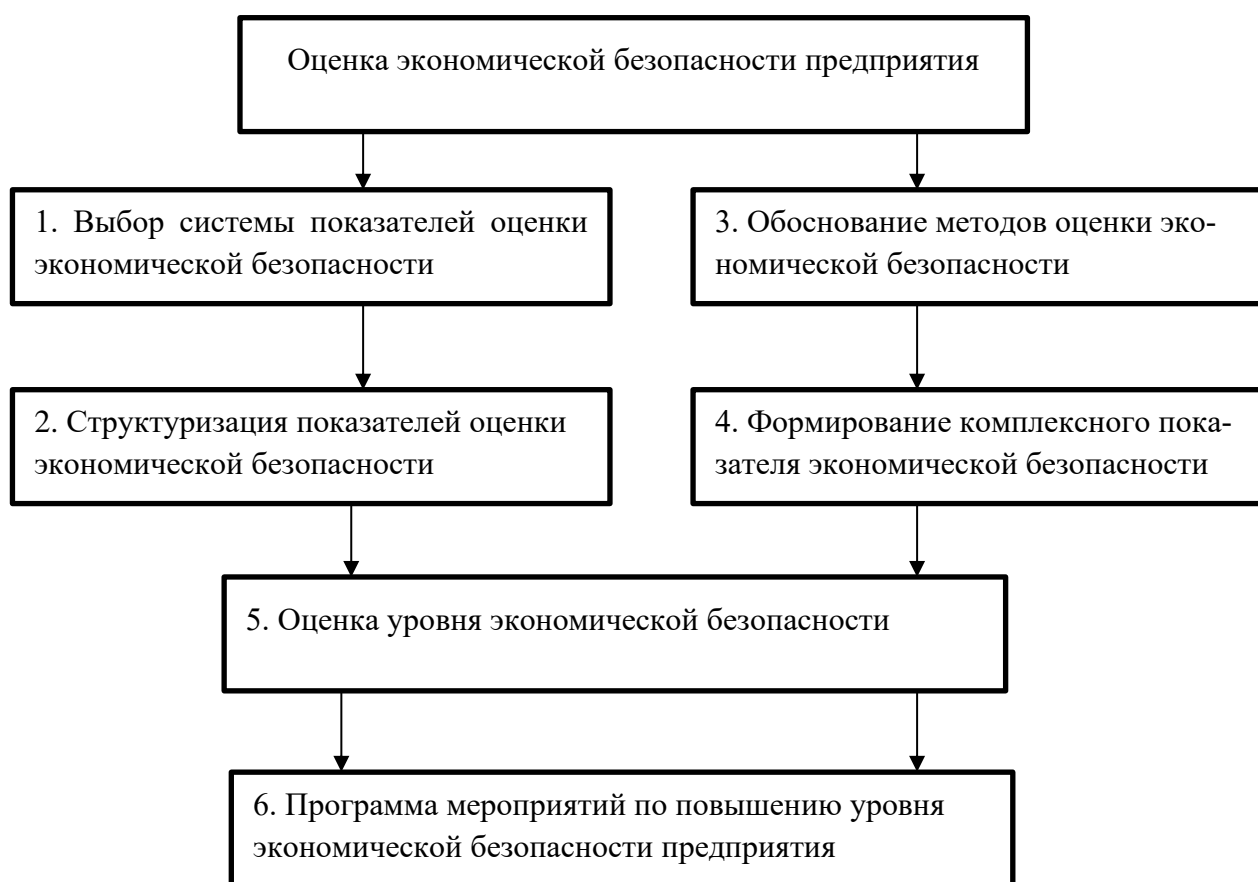 Оценка экономической безопасности предприятия
1. Выбор системы показателей оценки
экономической безопасности
3. Обоснование методов оценки эко-
номической безопасности
2. Структуризация показателей оценки
экономической безопасности
4. Формирование комплексного пока-
зателя экономической безопасности
5. Оценка уровня экономической безопасности
6. Программа мероприятий по повышению уровня
экономической безопасности предприятия